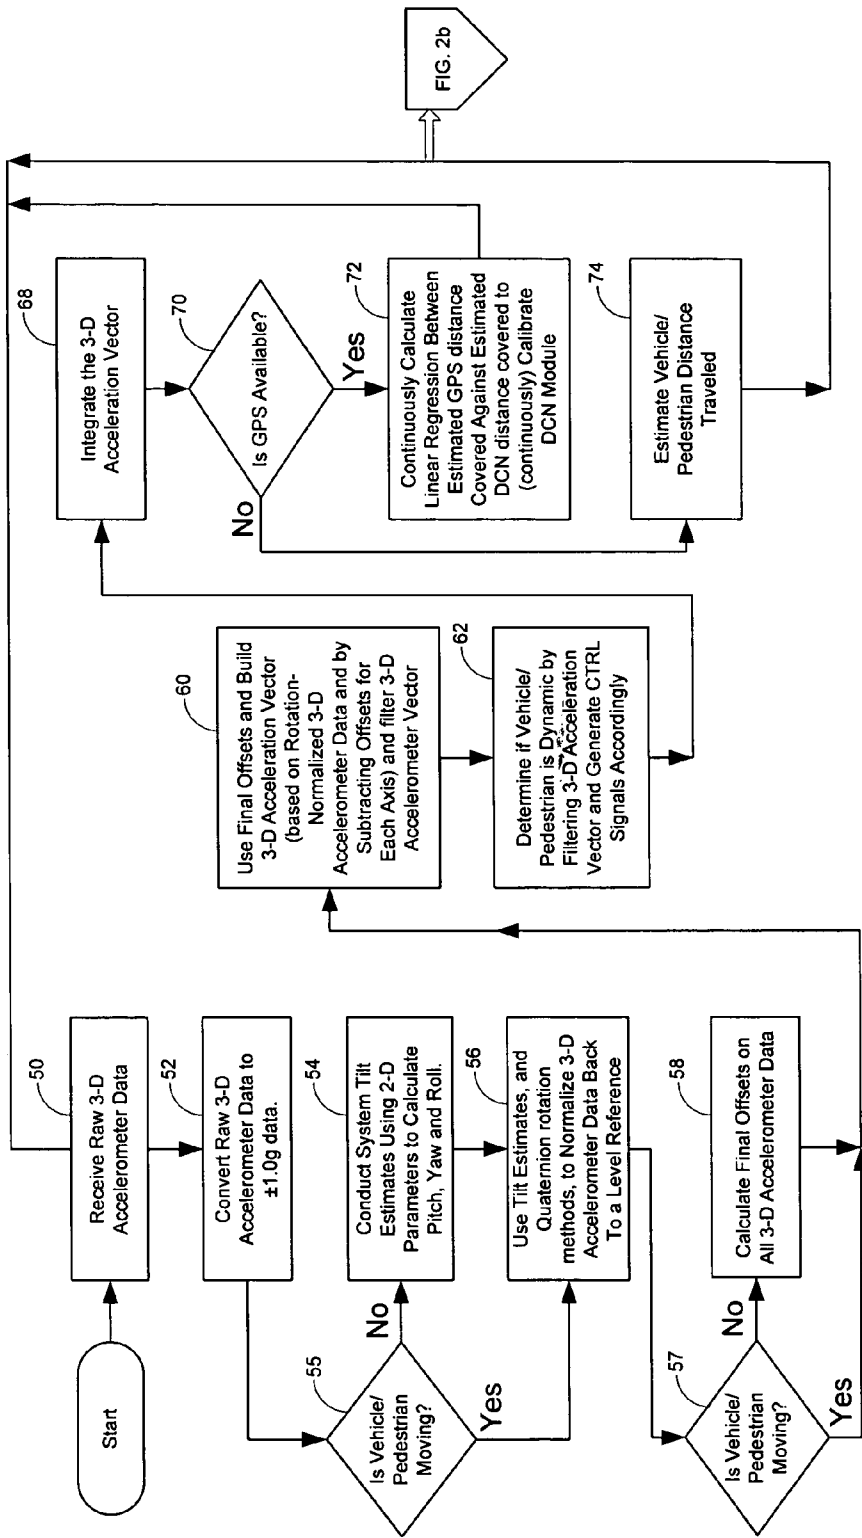 Start
50
Receive Raw 3-D
Accelerometer Data
52
Convert Raw 3-D
Accelerometer Data to
±1.0g data.
55
Is Vehicle/
Pedestrian
Moving?
No
Yes
54
Conduct System Tilt
Estimates Using 2-D
Parameters to Calculate
Pitch, Yaw and Roll.
56
Use Tilt Estimates, and
Quaternion rotation
methods, to Normalize 3-D
Accelerometer Data Back
To a Level Reference
57
Is Vehicle/
Pedestrian
Moving?
No
Yes
58
Calculate Final Offsets on
All 3-D Accelerometer Data
60
Use Final Offsets and Build
3-D Acceleration Vector
(based on Rotation-
Normalized 3-D
Accelerometer Data and by
Subtracting Offsets for
Each Axis) and filter 3-D
Accelerometer Vector
62
Determine if Vehicle/
Pedestrian is Dynamic by
Filtering 3-D Acceleration
Vector and Generate CTRL
Signals Accordingly
68
Integrate the 3-D
Acceleration Vector
70
Is GPS Available?
No
Yes
72
Continuously Calculate
Linear Regression Between
Estimated GPS distance
Covered Against Estimated
DCN distance covered to
(continuously) Calibrate
DCN Module
74
Estimate Vehicle/
Pedestrian Distance
Traveled
FIG. 2b